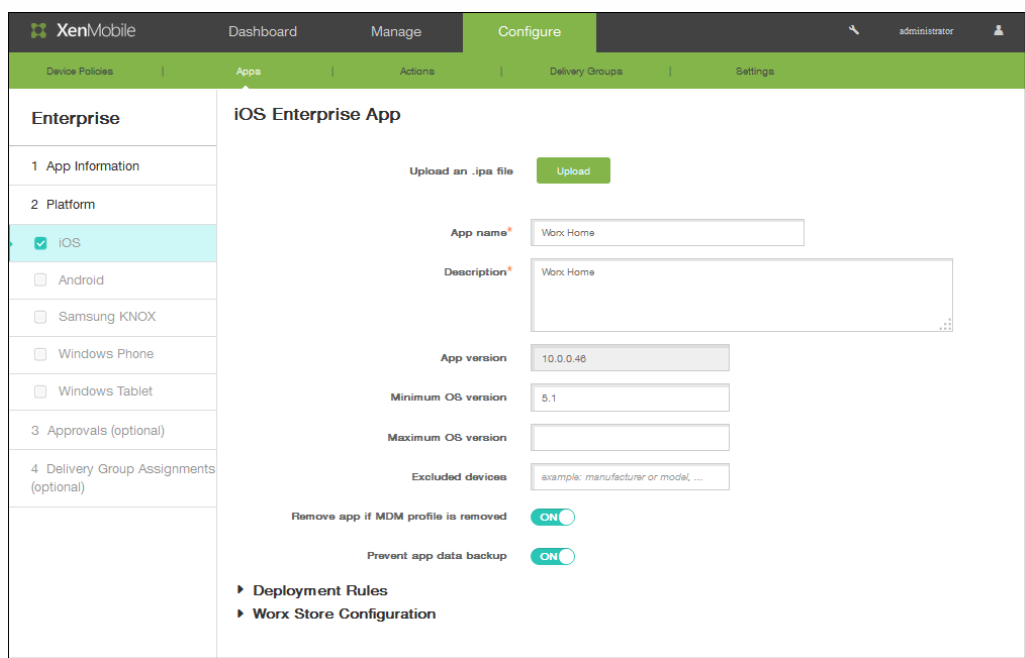 XenMobile
Dashboard
Manage
Configure
administrator
Device Policies | Apps | Actions | Delivery Groups | Settings
Enterprise
1 App Information
2 Platform
iOS
Android
Samsung KNOX
Windows Phone
Windows Tablet
3 Approvals (optional)
4 Delivery Group Assignments
(optional)
iOS Enterprise App
Upload an .ipa file Upload
App name* Worx Home
Description* Worx Home
App version 10.0.0.46
Minimum OS version 5.1
Maximum OS version
Excluded devices example: manufacturer or model, ...
Remove app if MDM profile is removed ON
Prevent app data backup ON
Deployment Rules
Worx Store Configuration